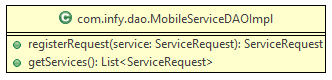 C com.infy.dao.MobileServiceDAOImpl
registerRequest(service: ServiceRequest): ServiceRequest
getServices(): List<ServiceRequest>